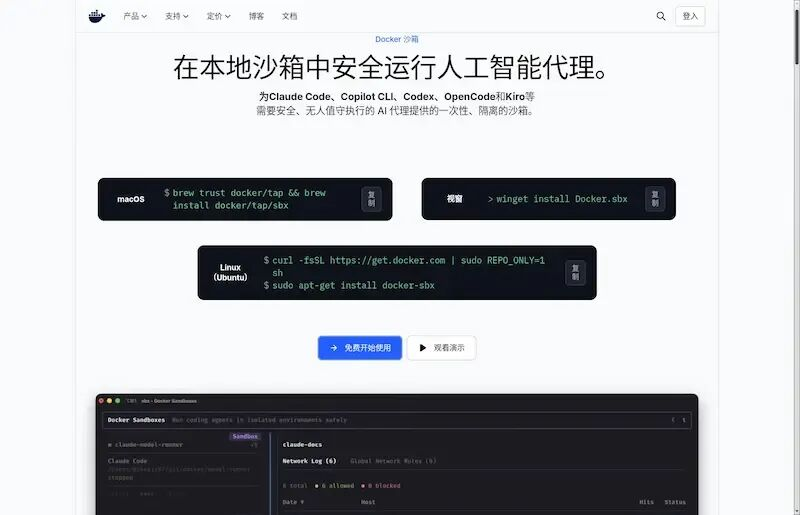 产品 支持 定价 博客 文档 登入
Docker 沙箱
在本地沙箱中安全运行人工智能代理。
为Claude Code、Copilot CLI、Codex、OpenCode和Kiro等
需要安全、无人值守执行的 AI 代理提供的一次性、隔离的沙箱。
macOS
$ brew trust docker/tap && brew
install docker/tap/sbx
复
制
视窗
> winget install Docker.sbx
复
制
Linux
(Ubuntu)
$ curl -fsSL https://get.docker.com | sudo REPO_ONLY=1
sh
$ sudo apt-get install docker-sbx
复
制
→ 免费开始使用
观看演示
sbx - Docker Sandboxes
Docker Sandboxes Run coding agents in isolated environments safely
Sandbox
claude-model-runner
Claude Code
stopped
claude-docs
Network Log (6) Global Network Rules (6)
6 total 6 allowed 0 blocked
Date Host Hits Status